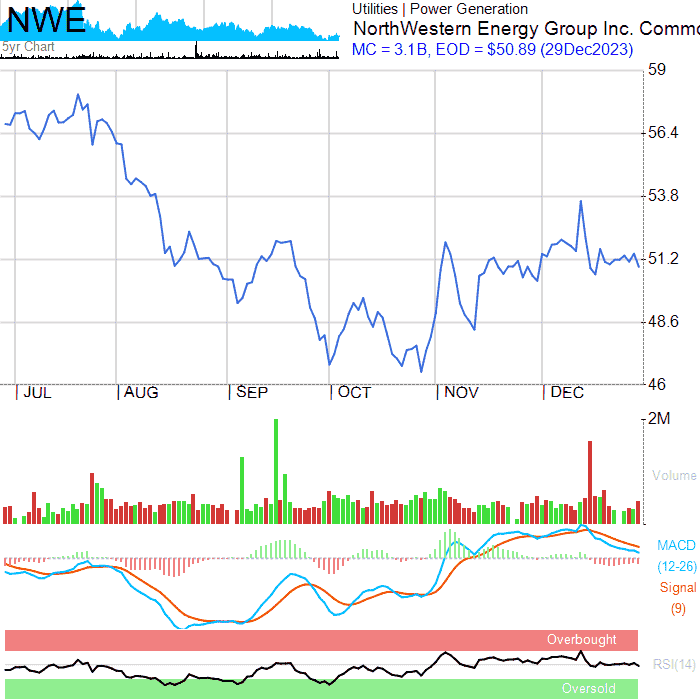 NWE
5yr Chart
Utilities | Power Generation
NorthWestern Energy Group Inc. Commo
MC = 3.1B, EOD = $50.89 (29Dec2023)
59
56.4
53.8
51.2
48.6
46
JUL AUG SEP OCT NOV DEC
2M
Volume
MACD
(12-26)
Signal
(9)
Overbought
RSI(14)
Oversold